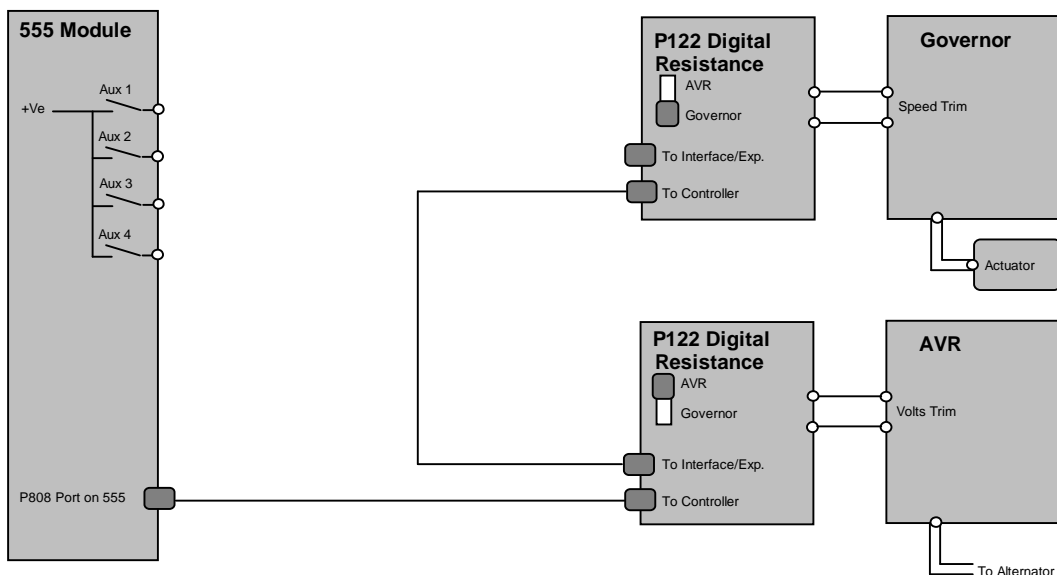 555 Module
+Ve
Aux 1
Aux 2
Aux 3
Aux 4
P808 Port on 555
P122 Digital
Resistance
AVR
Governor
To Interface/Exp.
To Controller
Governor
Speed Trim
Actuator
P122 Digital
Resistance
AVR
Governor
To Interface/Exp.
To Controller
AVR
Volts Trim
To Alternator